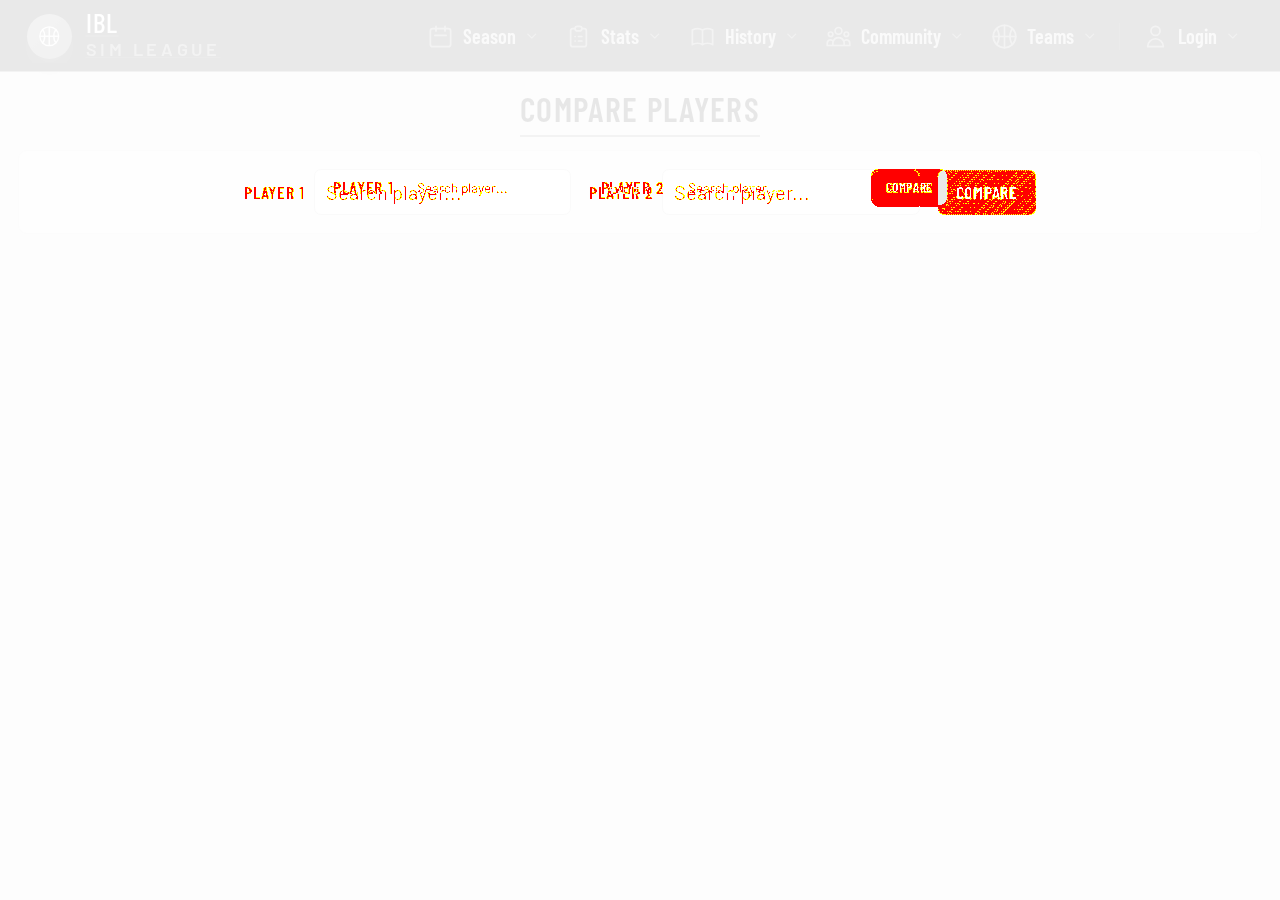 IBL
SIM LEAGUE
Season
Stats
History
Community
Teams
Login
COMPARE PLAYERS
PLAYER 1 Search player... PLAYER 2 Search player... COMPARE
PLAYER 1 Search player... PLAYER 2 Search player... COMPARE